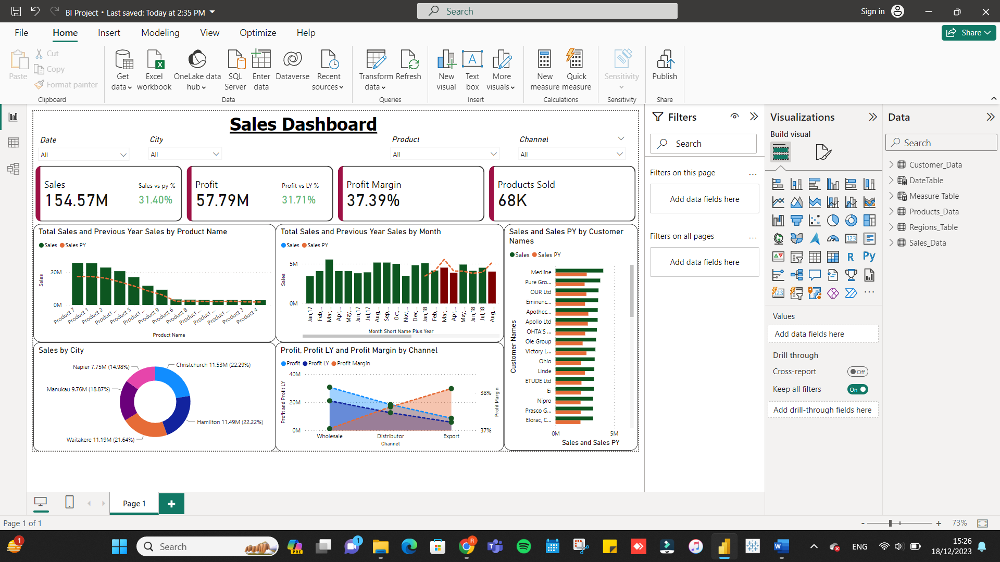 BI Project • Last saved: Today at 2:35 PM
Search
Sign in
File Home Insert Modeling View Optimize Help
Share
Paste
Cut
Copy
Format painter
Clipboard
Get data
Excel workbook
OneLake data hub
SQL Server
Enter data
Dataverse
Recent sources
Data
Transform data
Refresh
Queries
New visual
Text box
More visuals
Insert
New measure
Quick measure
Calculations
Sensitivity
Sensitivity
Publish
Share
Sales Dashboard
Date
All
City
All
Product
All
Channel
All
Sales
154.57M
Sales vs py %
31.40%
Profit
57.79M
Profit vs LY %
31.71%
Profit Margin
37.39%
Products Sold
68K
Total Sales and Previous Year Sales by Product Name
Sales Sales PY
Sales
20M
0M
Product 7
Product 1
Product 2
Product ...
Product 5
Product ...
Product 9
Product 6
Product 8
Product ...
Product ...
Product ...
Product 3
Product 4
Product Name
Total Sales and Previous Year Sales by Month
Sales Sales PY
Sales
5M
0M
Jan,17
Feb,...
Mar,...
Apr,...
May,...
Jun,17
Jul,17
Aug,...
Sep,...
Oct,...
Nov,...
Dec,...
Jan,18
Feb,...
Mar,...
Apr,...
May,...
Jun,18
Jul,18
Aug,...
Month Short Name Plus Year
Sales and Sales PY by Customer
Names
Sales Sales PY
Customer Names
Medline
Pure Gro...
OUR Ltd
Eminenc...
Apothec...
Apollo Ltd
OHTA'S ...
Ole Group
Victory L...
Ohio
Linde
ETUDE Ltd
Ei
Nipro
Prasco G...
Elorac, C...
0M 5M
Sales and Sales PY
Sales by City
Christchurch 11.53M (22.29%)
Hamilton 11.49M (22.22%)
Waitakere 11.19M (21.64%)
Manukau 9.76M (18.87%)
Napier 7.75M (14.98%)
Profit, Profit LY and Profit Margin by Channel
Profit Profit LY Profit Margin
Profit and Profit LY
40M
20M
0M
38%
37%
Profit Margin
Wholesale Distributor Export
Channel
Filters
Search
Filters on this page ...
Add data fields here
Filters on all pages ...
Add data fields here
Visualizations
Build visual
123
R Py
123
...
Values
Add data fields here
Drill through
Cross-report Off
Keep all filters On
Add drill-through fields here
Data
Search
Customer_Data
DateTable
Measure Table
Products_Data
Regions_Table
Sales_Data
Page 1
+
Page 1 of 1
- + 73%
1
Search
PRE
1
R
W
ENG
15:26
18/12/2023